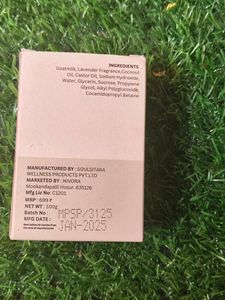 INGREDIENTS
Goatmilk, Lavender Fragrance,Coconut
Oil, Castor Oil, Sodium Hydroxide,
Water, Glycerin, Sucrose, Propylene
Glycol, Alkyl Polyglucoside,
Cocamidopropyl Betaine
MANUFACTURED BY : SOULSITARA
WELLNESS PRODUCTS PVT.LTD
MARKETED BY : NIVORA
Mookandapalli Hosur. 635126
Mfg Lic No : C1201
MRP : 699 ₹
NET WT : 100g
Batch No : MPSP/3125
MFG DATE : JAN-2025